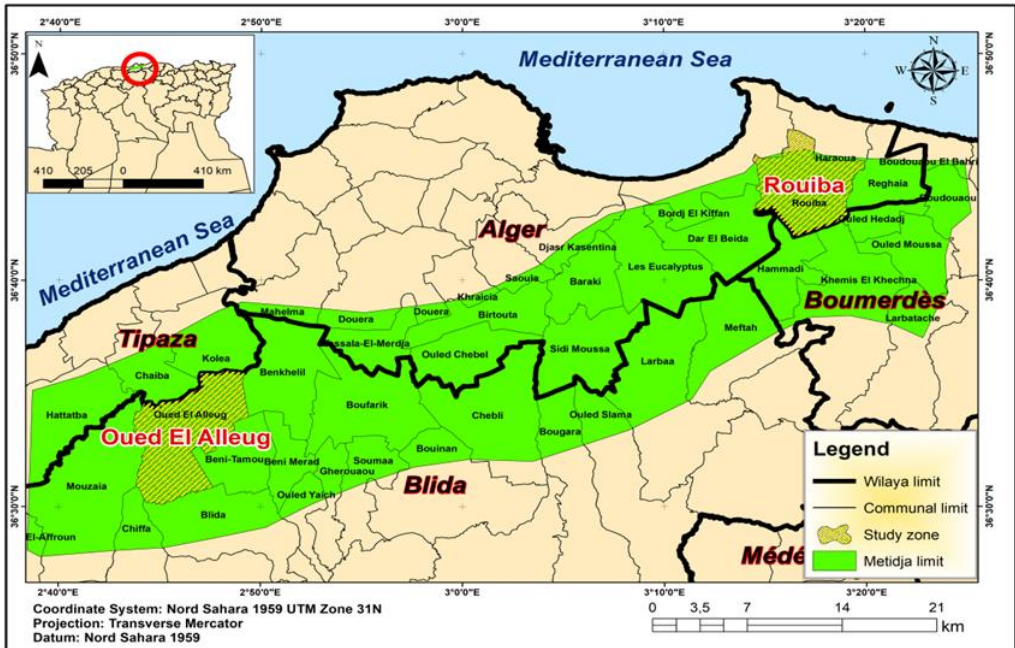 2°40'0"E 2°50'0"E 3°0'0"E 3°10'0"E 3°20'0"E
36°50'0"N
36°50'0"N
N
410 205 0 410 km
Mediterranean Sea
N
W E
S
Mediterranean Sea
Haraoua
Boudouaou El Bahri
Rouiba
Reghaia
Rouiba
Boudouaou
Bordj El Kiffan
Ouled Hedadj
Alger
Dar El Beida
Ouled Moussa
Djasr Kasentina
36°40'0"N
Saoula
Baraki
Les Eucalyptus
Hammadi
Khemis El Khechna
36°40'0"N
Khraicia
Boumerdès
Mahelma
Douera
Douera
Birtouta
Larbatache
Tipaza
Meftah
Kolea
Ouled Chebel
Sidi Moussa
Larbaa
Chaiba
Benkhelil
Hattatba
Oued El Alleug
Boufarik
Chebli
Ouled Slama
Oued El Alleug
Bougara
Bouinan
Beni-Tamou
Beni Merad
Soumaa
Gherouaou
Mouzaia
Blida
Ouled Yaich
36°30'0"N
36°30'0"N
Blida
Chiffa
El-Affroun
Médé
Legend
Wilaya limit
Communal limit
Study zone
Metidja limit
2°40'0"E 2°50'0"E 3°0'0"E 3°10'0"E 3°20'0"E
Coordinate System: Nord Sahara 1959 UTM Zone 31N
Projection: Transverse Mercator
Datum: Nord Sahara 1959
0 3,5 7 14 21
km